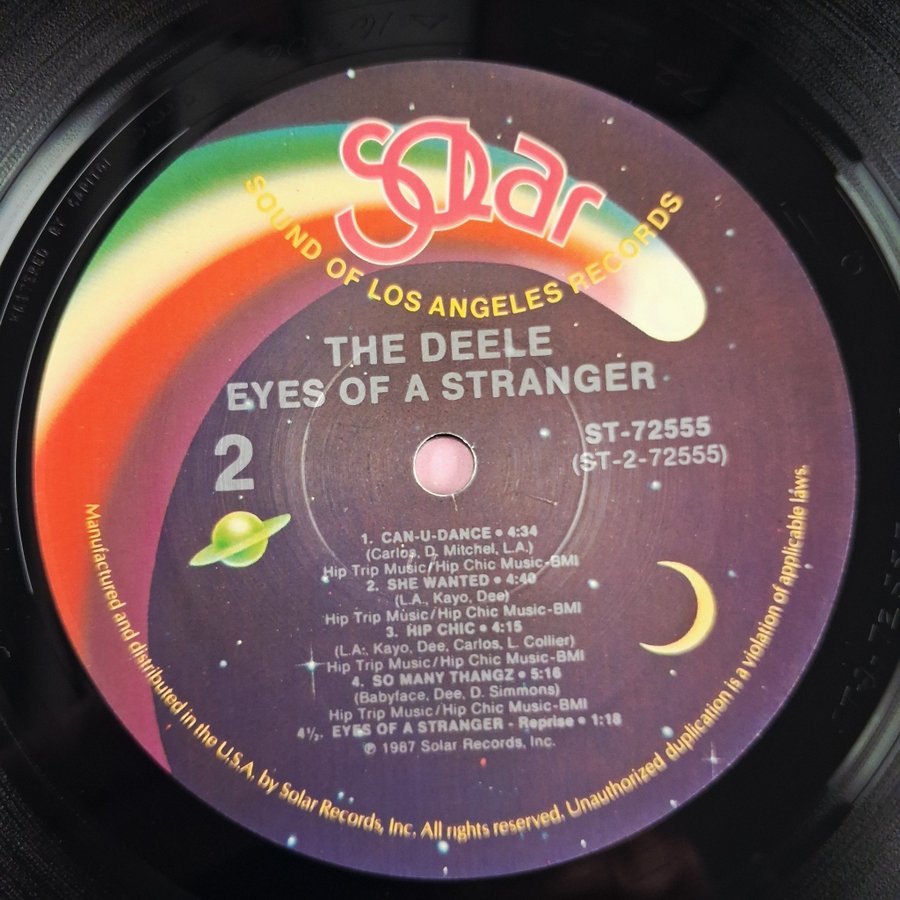 solar
SOUND OF LOS ANGELES RECORDS
THE DEELE
EYES OF A STRANGER
2
ST-72555
(ST-2-72555)
1. CAN-U-DANCE • 4:34
(Carlos, D. Mitchel, L.A.)
Hip Trip Music/Hip Chic Music-BMI
2. SHE WANTED • 4:40
(L.A., Kayo, Dee)
Hip Trip Music/Hip Chic Music-BMI
3. HIP CHIC • 4:15
(L.A., Kayo, Dee, Carlos, L. Collier)
Hip Trip Music/Hip Chic Music-BMI
4. SO MANY THANGZ • 5:16
(Babyface, Dee, D. Simmons)
Hip Trip Music/Hip Chic Music-BMI
4½. EYES OF A STRANGER - Reprise • 1:18
℗ 1987 Solar Records, Inc.
Manufactured and distributed in the U.S.A. by Solar Records, Inc. All rights reserved. Unauthorized duplication is a violation of applicable laws.
MASTERED BY CAPITOL